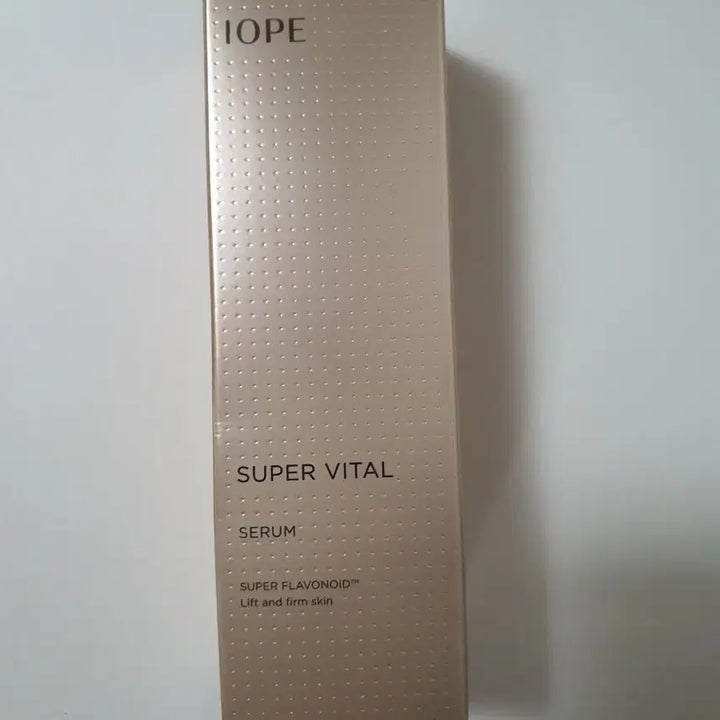 IOPE
SUPER VITAL
SERUM
SUPER FLAVONOID™
Lift and firm skin